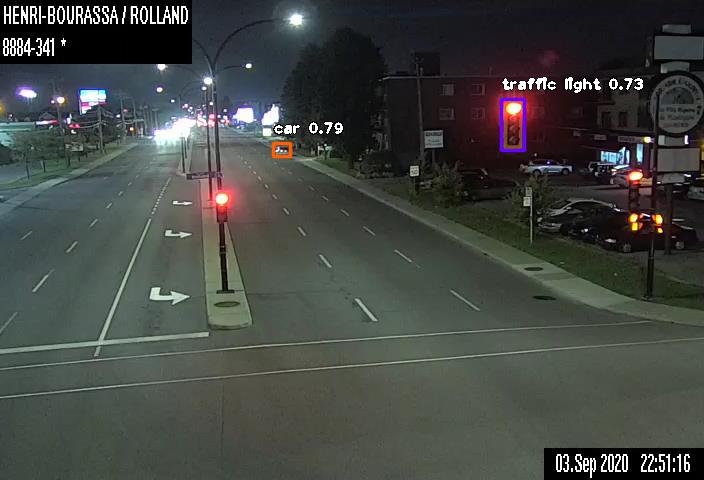 HENRI-BOURASSA / ROLLAND
8884-341 *
traffic light 0.73
car 0.79
03.Sep 2020 22:51:16